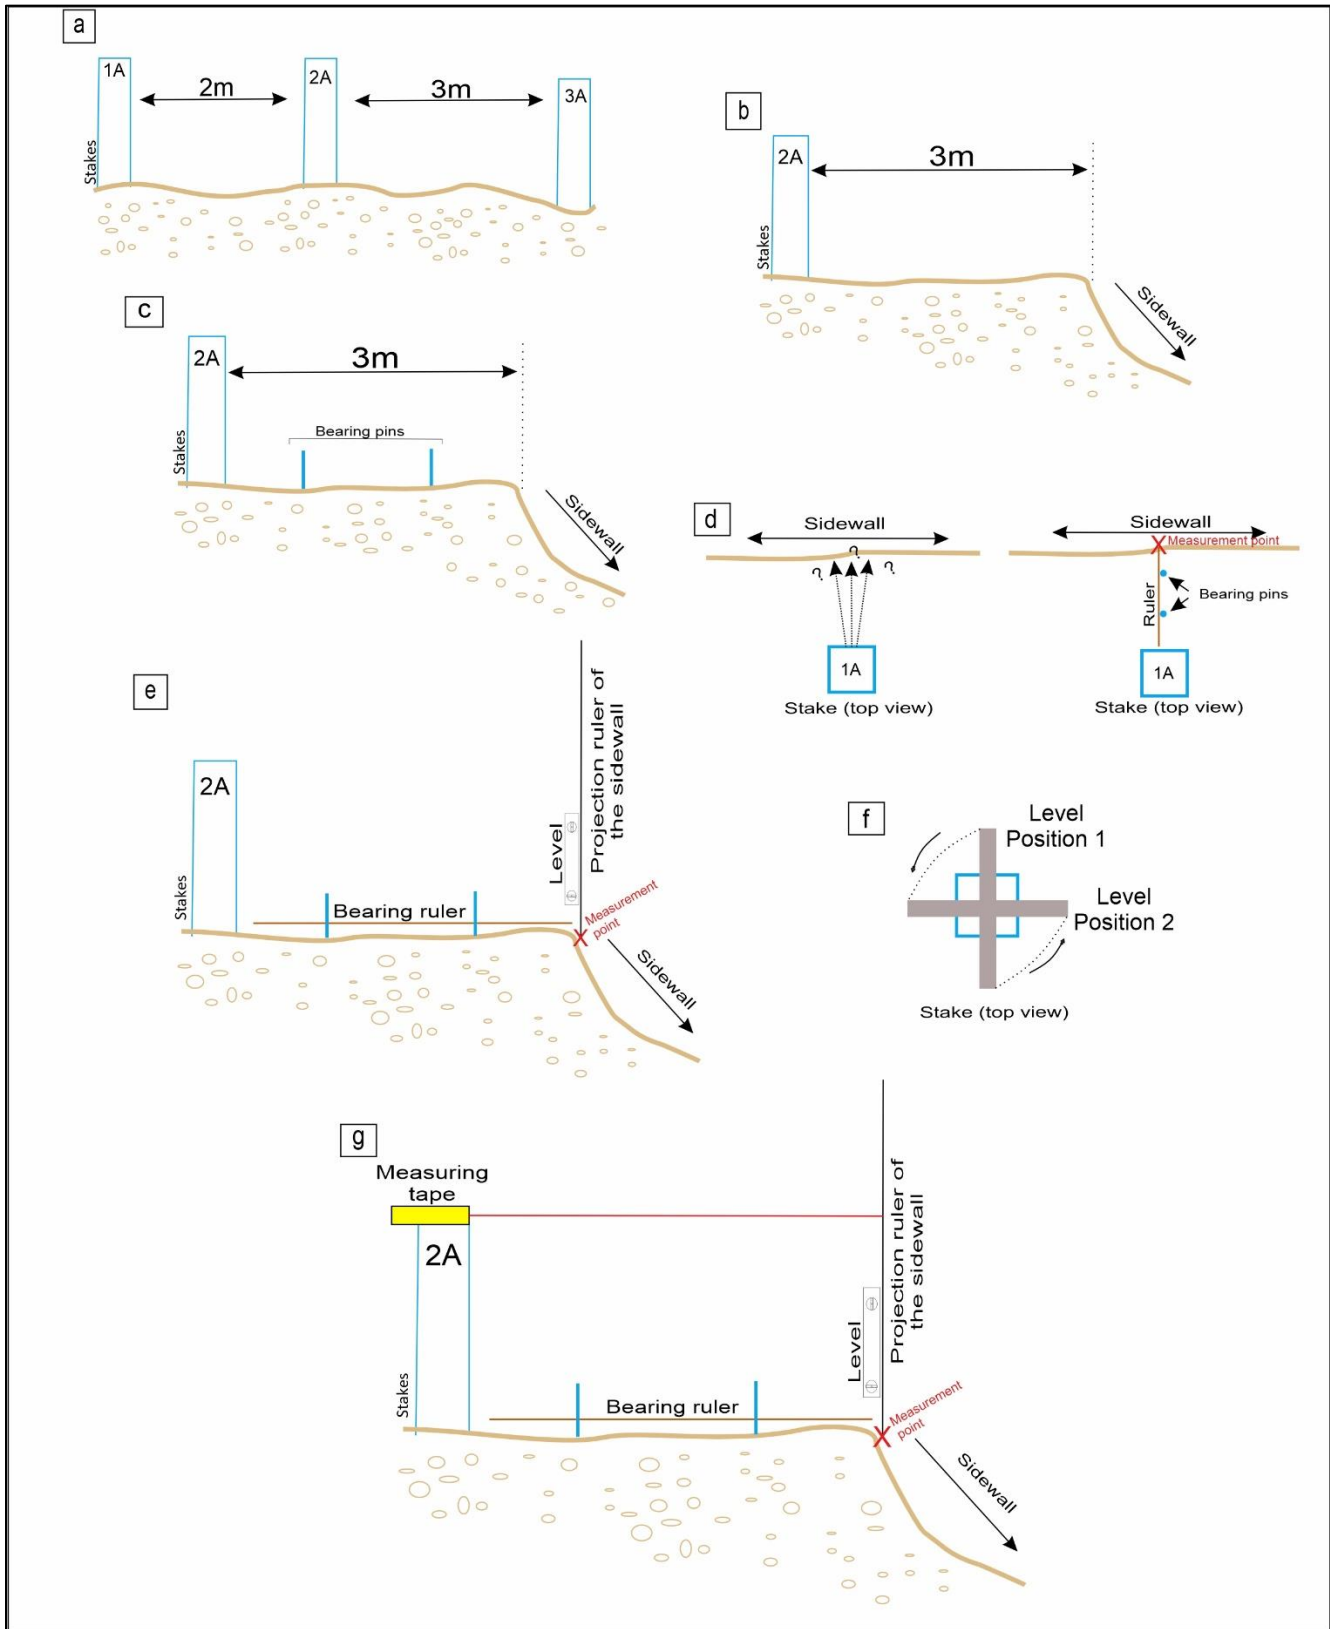 a
1A
2m
2A
3m
3A
Stakes
b
2A
3m
Stakes
Sidewall
c
2A
3m
Bearing pins
Stakes
Sidewall
d
Sidewall
?
?
?
1A
Stake (top view)
Sidewall
Measurement point
Ruler
Bearing pins
1A
Stake (top view)
e
2A
Stakes
Bearing ruler
Level
Projection ruler of
the sidewall
Measurement
point
Sidewall
f
Level
Position 1
Level
Position 2
Stake (top view)
g
Measuring
tape
2A
Stakes
Bearing ruler
Level
Projection ruler of
the sidewall
Measurement
point
Sidewall